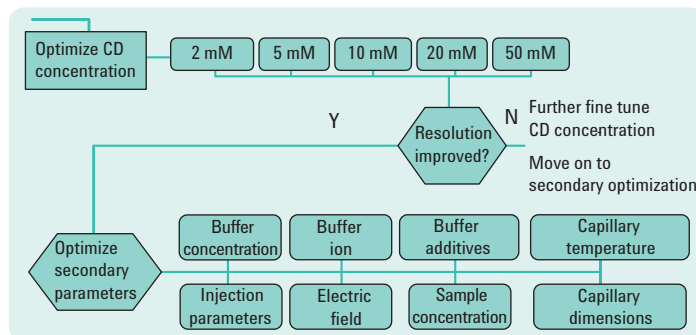 Optimize CD
concentration
2 mM
5 mM
10 mM
20 mM
50 mM
Y
Resolution
improved?
N
Further fine tune
CD concentration
Move on to
secondary optimization
Optimize
secondary
parameters
Buffer
concentration
Buffer
ion
Buffer
additives
Capillary
temperature
Injection
parameters
Electric
field
Sample
concentration
Capillary
dimensions